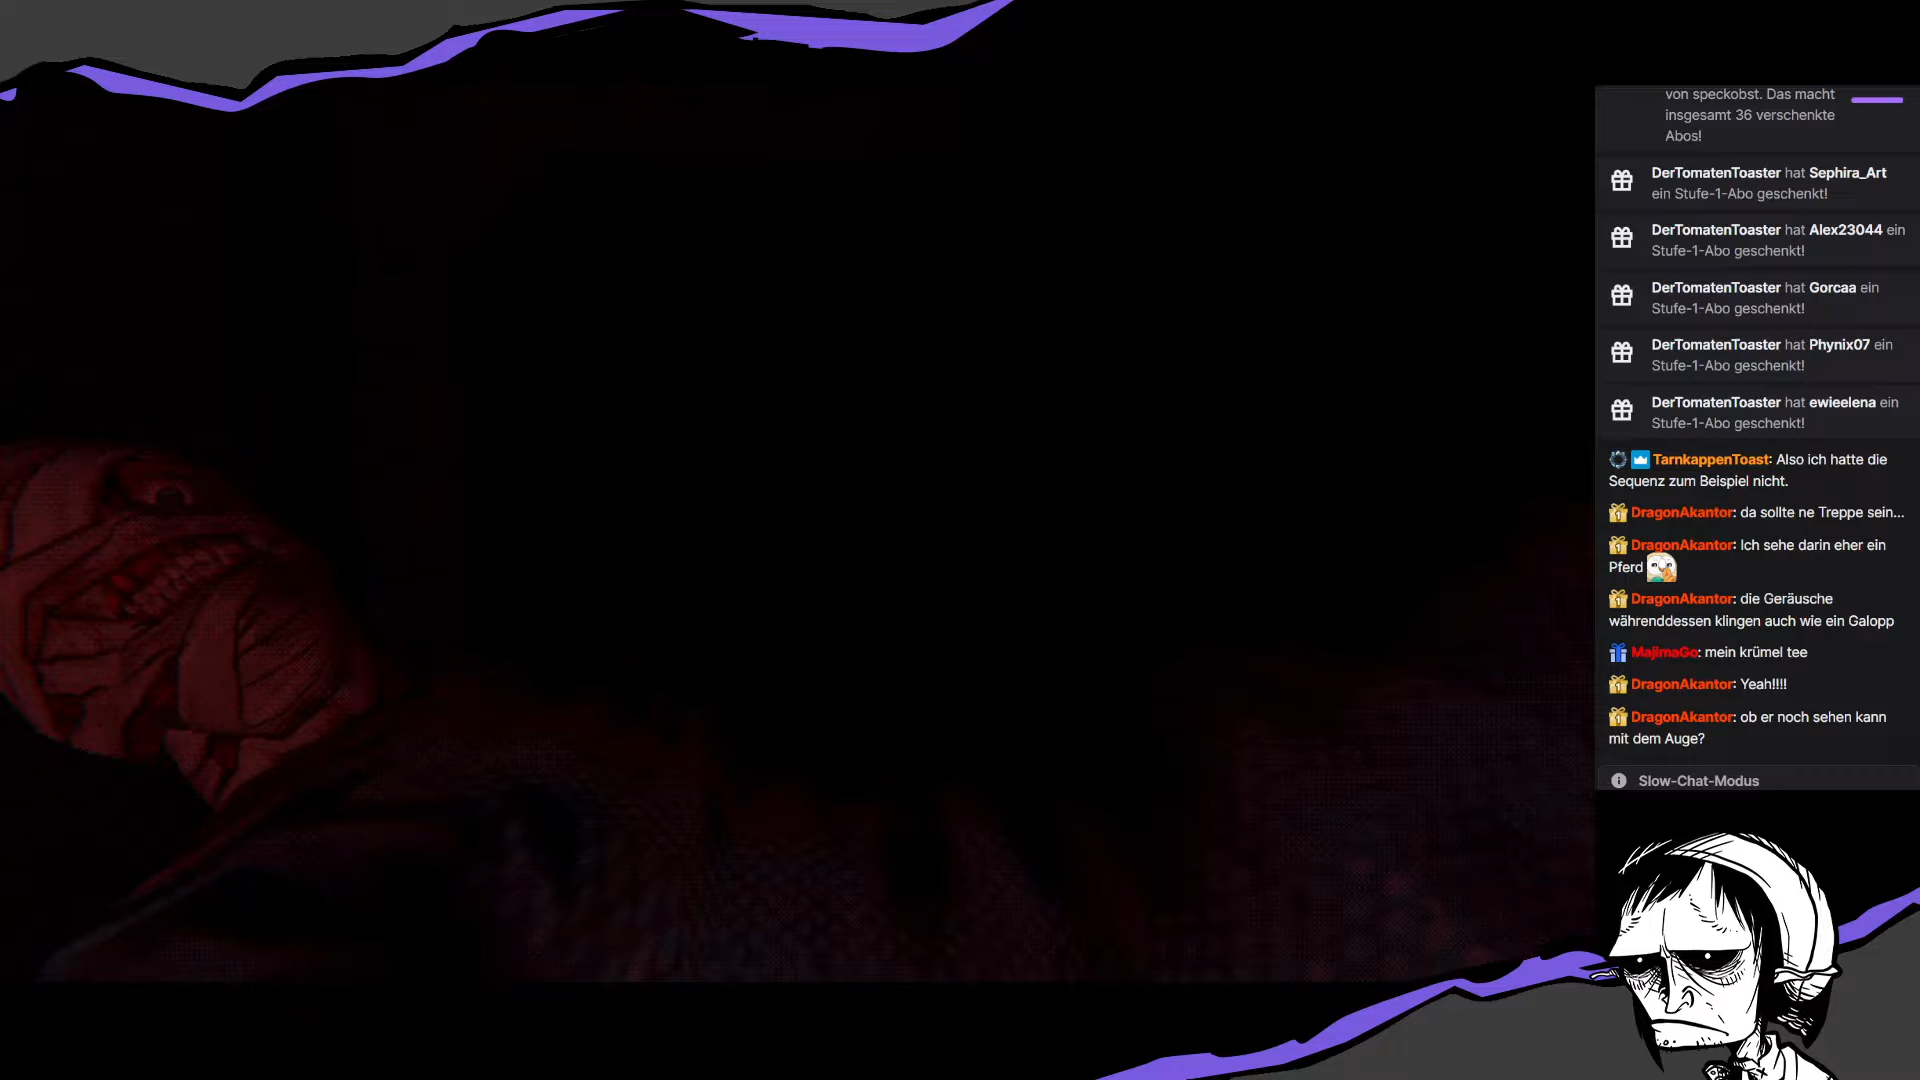 von speckobst. Das macht
insgesamt 36 verschenkte
Abos!
DerTomatenToaster hat Sephira_Art
ein Stufe-1-Abo geschenkt!
DerTomatenToaster hat Alex23044 ein
Stufe-1-Abo geschenkt!
DerTomatenToaster hat Gorcaa ein
Stufe-1-Abo geschenkt!
DerTomatenToaster hat Phynix07 ein
Stufe-1-Abo geschenkt!
DerTomatenToaster hat ewieelena ein
Stufe-1-Abo geschenkt!
TarnkappenToast: Also ich hatte die
Sequenz zum Beispiel nicht.
DragonAkantor: da sollte ne Treppe sein...
DragonAkantor: Ich sehe darin eher ein
Pferd
DragonAkantor: die Geräusche
währenddessen klingen auch wie ein Galopp
MajimaGo: mein krümel tee
DragonAkantor: Yeah!!!!
DragonAkantor: ob er noch sehen kann
mit dem Auge?
Slow-Chat-Modus